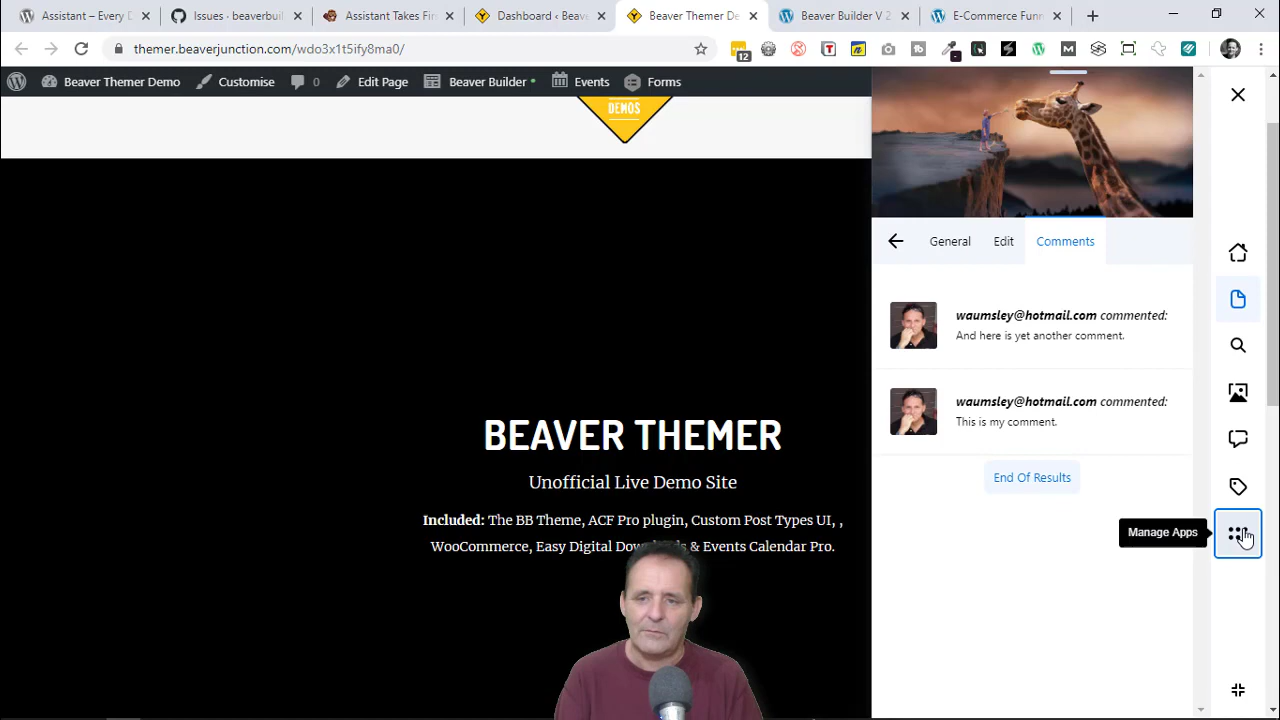 Assistant – Every D
Issues · beaverbuil
Assistant Takes Fir
Dashboard ‹ Beave
Beaver Themer De
Beaver Builder V 2
E-Commerce Funn
themer.beaverjunction.com/wdo3x1t5ify8ma0/
12
Beaver Themer Demo
Customise
0
Edit Page
Beaver Builder
Events
Forms
DEMOS
General
Edit
Comments
waumsley@hotmail.com commented:
And here is yet another comment.
waumsley@hotmail.com commented:
This is my comment.
End Of Results
Manage Apps
BEAVER THEMER
Unofficial Live Demo Site
Included: The BB Theme, ACF Pro plugin, Custom Post Types UI, ,
WooCommerce, Easy Digital & Events Calendar Pro.